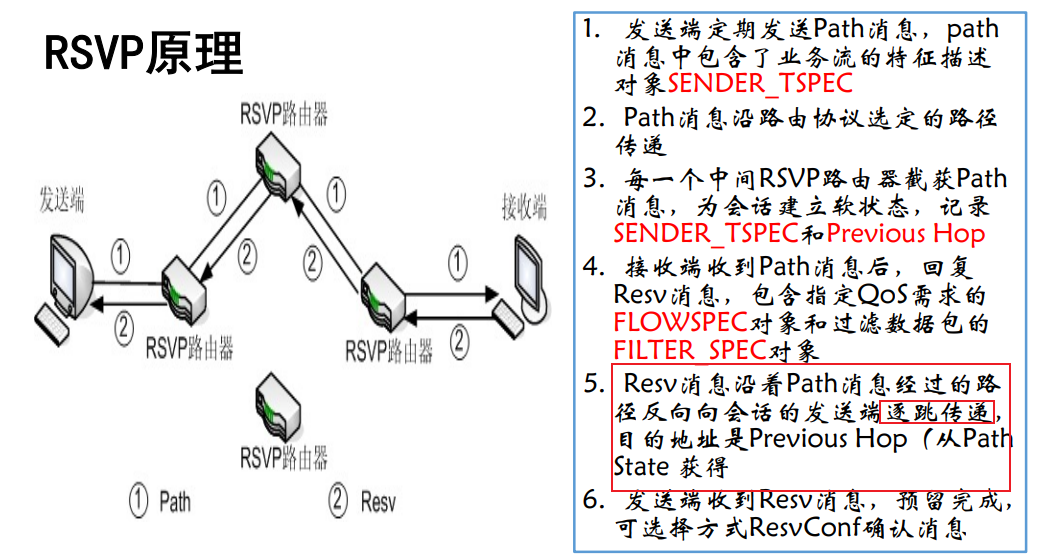 RSVP原理
RSVP路由器
发送端
接收端
①
①
②
②
①
②
①
②
RSVP路由器
RSVP路由器
RSVP路由器
① Path
② Resv
1. 发送端定期发送Path消息，path
消息中包含了业务流的特征描述
对象SENDER_TSPEC
2. Path消息沿路由协议选定的路径
传递
3. 每一个中间RSVP路由器截获Path
消息，为会话建立软状态，记录
SENDER_TSPEC和Previous Hop
4. 接收端收到Path消息后，回复
Resv消息，包含指定QoS需求的
FLOWSPEC对象和过滤数据包的
FILTER_SPEC对象
5. Resv消息沿着Path消息经过的路
径反向向会话的发送端逐跳传递，
目的地址是Previous Hop（从Path
State 获得
6. 发送端收到Resv消息，预留完成，
可选择方式ResvConf确认消息